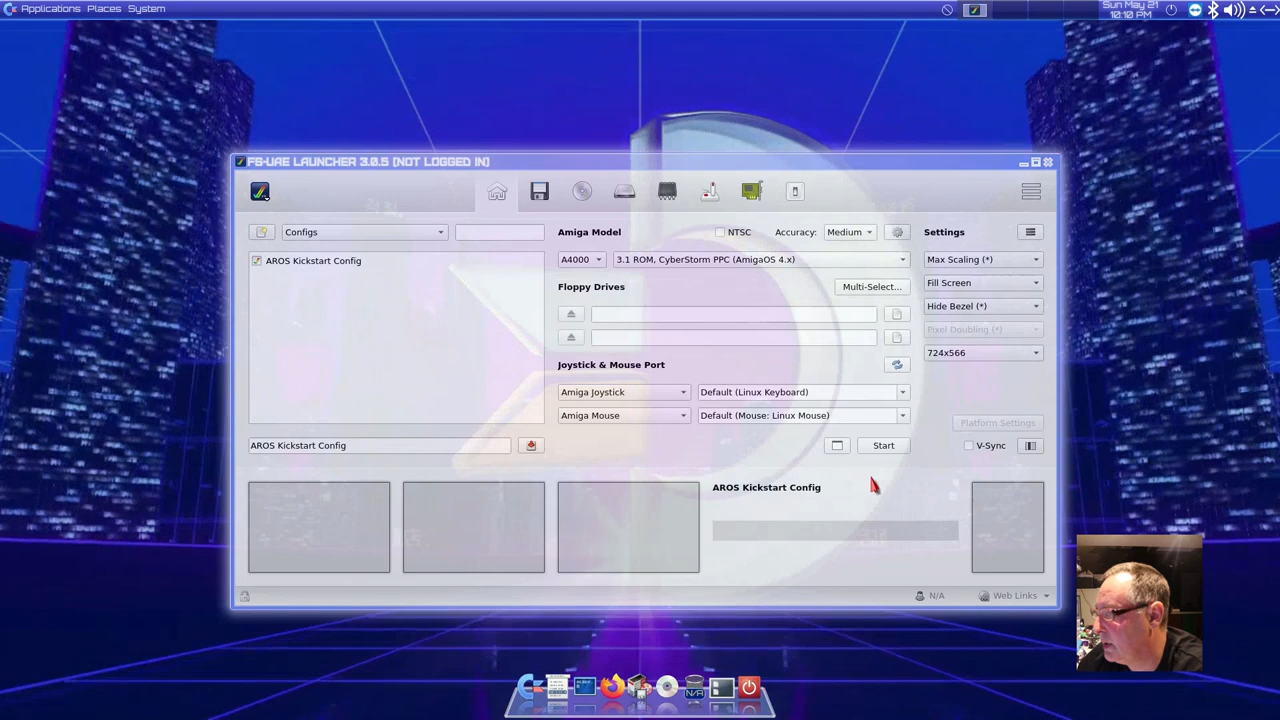 Applications Places System
Sun May 21
10:10 PM
FS-UAE LAUNCHER 3.0.5 (NOT LOGGED IN)
Configs
Amiga Model
NTSC
Accuracy:
Medium
Settings
AROS Kickstart Config
A4000
3.1 ROM, CyberStorm PPC (AmigaOS 4.x)
Max Scaling (*)
Floppy Drives
Multi-Select...
Fill Screen
Hide Bezel (*)
Pixel Doubling (*)
724x566
Joystick & Mouse Port
Amiga Joystick
Default (Linux Keyboard)
Amiga Mouse
Default (Mouse: Linux Mouse)
Platform Settings
AROS Kickstart Config
Start
V-Sync
AROS Kickstart Config
N/A
Web Links
N/A